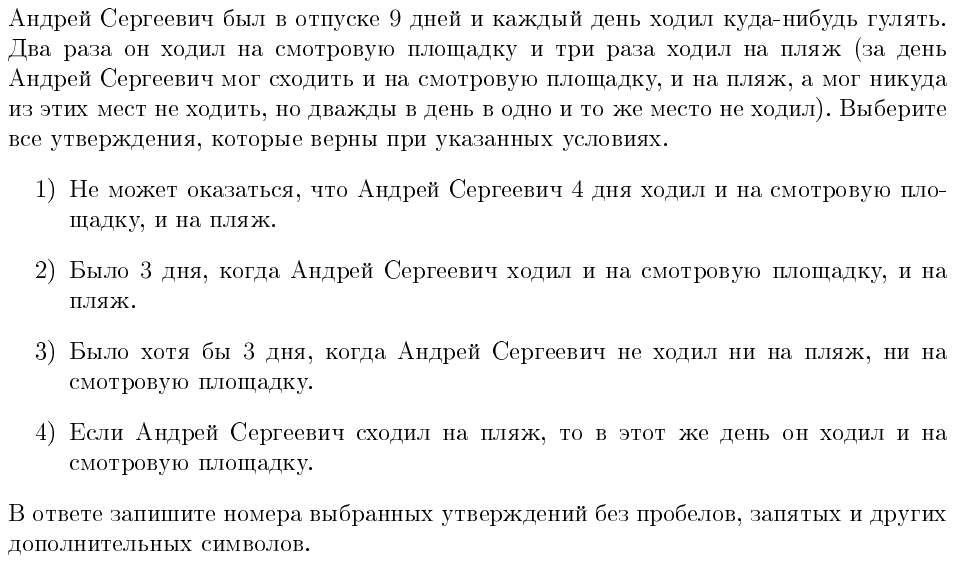 Андрей Сергеевич был в отпуске 9 дней и каждый день ходил куда-нибудь гулять.
Два раза он ходил на смотровую площадку и три раза ходил на пляж (за день
Андрей Сергеевич мог сходить и на смотровую площадку, и на пляж, а мог никуда
из этих мест не ходить, но дважды в день в одно и то же место не ходил). Выберите
все утверждения, которые верны при указанных условиях.
1) Не может оказаться, что Андрей Сергеевич 4 дня ходил и на смотровую пло-
щадку, и на пляж.
2) Было 3 дня, когда Андрей Сергеевич ходил и на смотровую площадку, и на
пляж.
3) Было хотя бы 3 дня, когда Андрей Сергеевич не ходил ни на пляж, ни на
смотровую площадку.
4) Если Андрей Сергеевич сходил на пляж, то в этот же день он ходил и на
смотровую площадку.
В ответе запишите номера выбранных утверждений без пробелов, запятых и других
дополнительных символов.